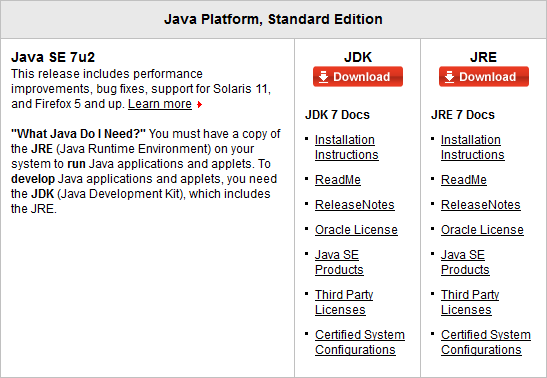 Java Platform, Standard Edition
Java SE 7u2
This release includes performance
improvements, bug fixes, support for Solaris 11,
and Firefox 5 and up. Learn more
"What Java Do I Need?" You must have a copy of
the JRE (Java Runtime Environment) on your
system to run Java applications and applets. To
develop Java applications and applets, you need
the JDK (Java Development Kit), which includes
the JRE.
JDK
Download
JDK 7 Docs
Installation
Instructions
ReadMe
ReleaseNotes
Oracle License
Java SE
Products
Third Party
Licenses
Certified System
Configurations
JRE
Download
JRE 7 Docs
Installation
Instructions
ReadMe
ReleaseNotes
Oracle License
Java SE
Products
Third Party
Licenses
Certified System
Configurations